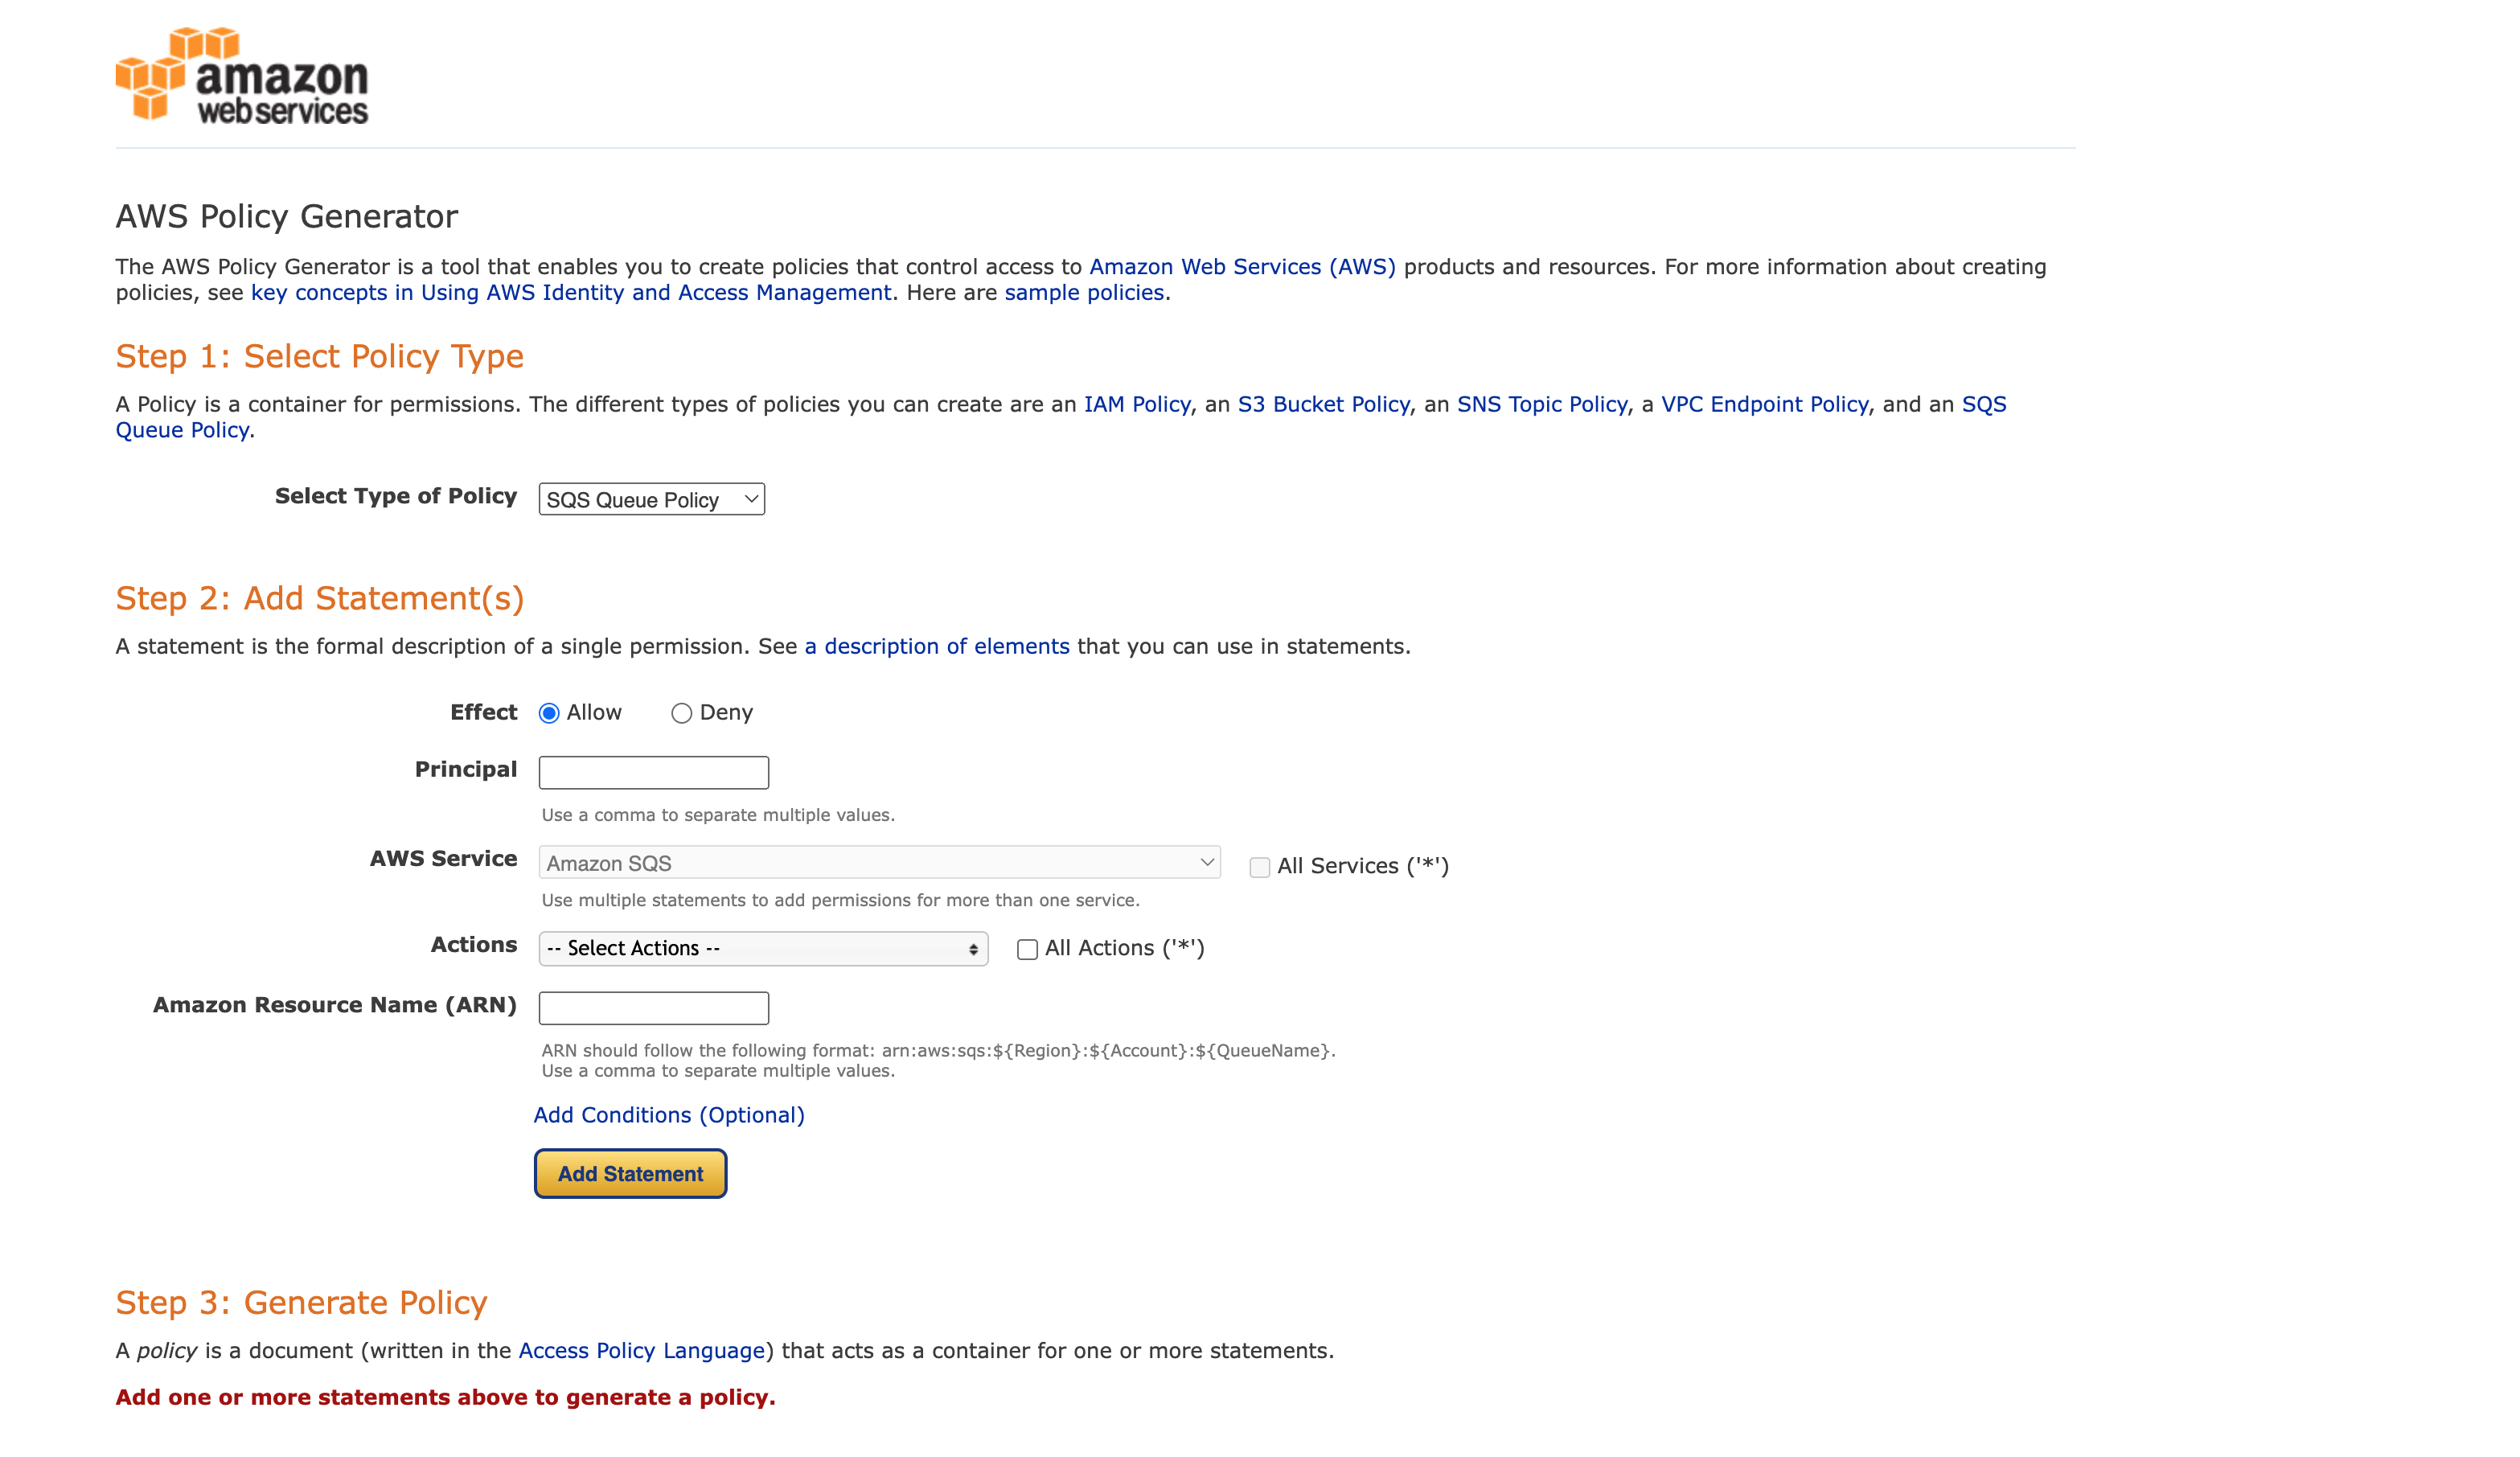 amazon
webservices
AWS Policy Generator
The AWS Policy Generator is a tool that enables you to create policies that control access to Amazon Web Services (AWS) products and resources. For more information about creating
policies, see key concepts in Using AWS Identity and Access Management. Here are sample policies.
Step 1: Select Policy Type
A Policy is a container for permissions. The different types of policies you can create are an IAM Policy, an S3 Bucket Policy, an SNS Topic Policy, a VPC Endpoint Policy, and an SQS
Queue Policy.
Select Type of Policy SQS Queue Policy
Step 2: Add Statement(s)
A statement is the formal description of a single permission. See a description of elements that you can use in statements.
Effect Allow Deny
Principal
Use a comma to separate multiple values.
AWS Service Amazon SQS All Services ('*')
Use multiple statements to add permissions for more than one service.
Actions -- Select Actions -- All Actions ('*')
Amazon Resource Name (ARN)
ARN should follow the following format: arn:aws:sqs:${Region}:${Account}:${QueueName}.
Use a comma to separate multiple values.
Add Conditions (Optional)
Add Statement
Step 3: Generate Policy
A policy is a document (written in the Access Policy Language) that acts as a container for one or more statements.
Add one or more statements above to generate a policy.